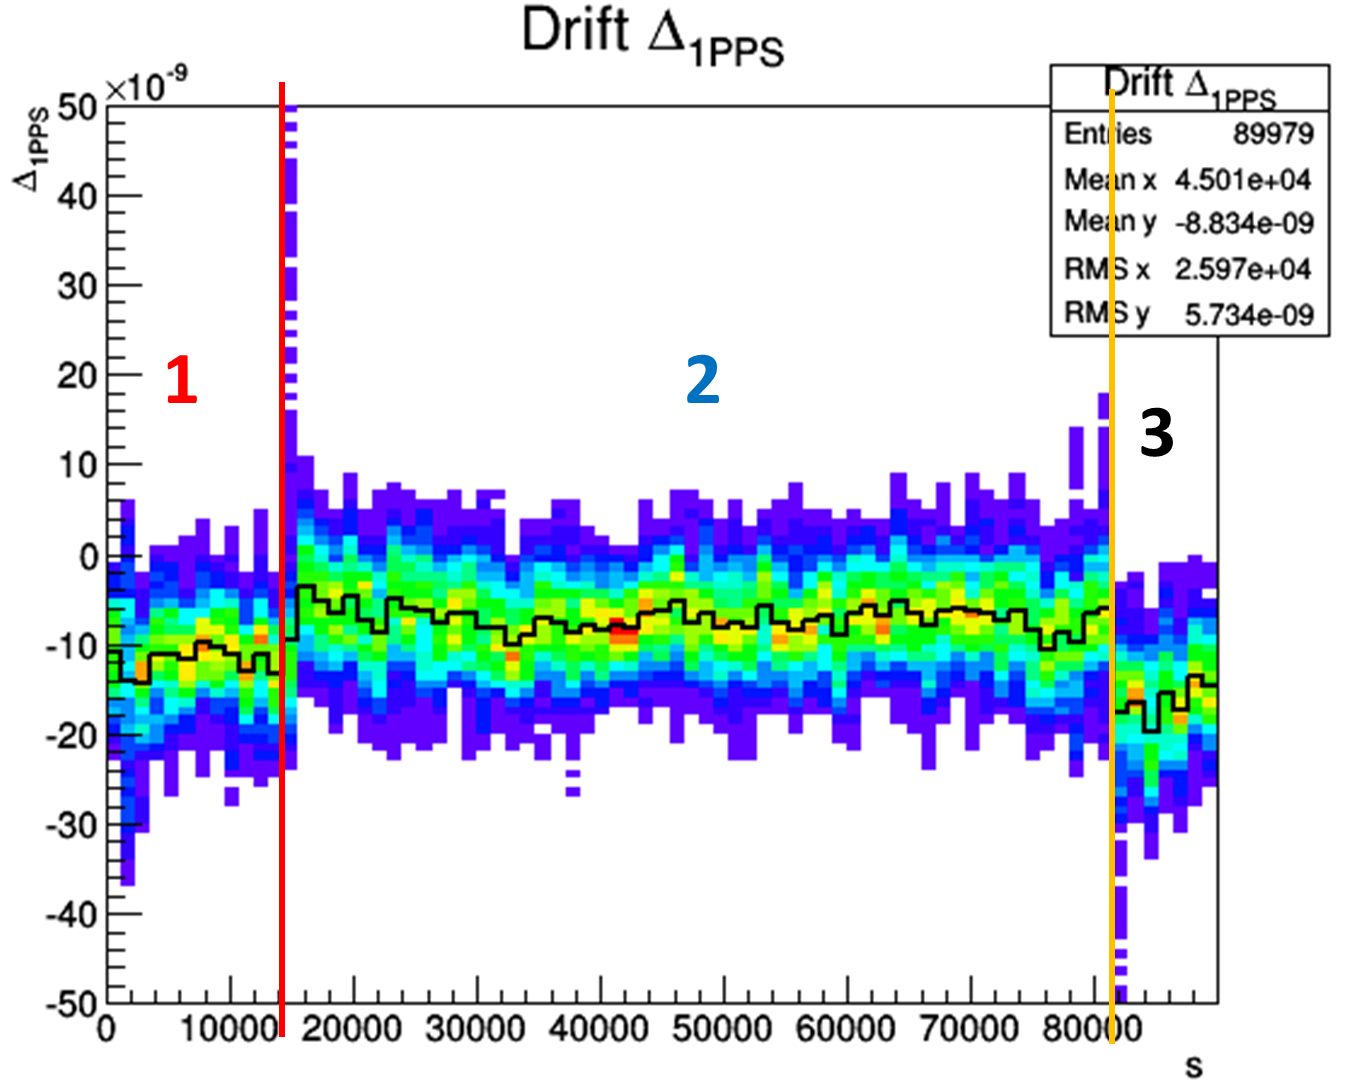 Drift Δ1PPS
×10-9
Δ1PPS
50
40
30
20
10
0
-10
-20
-30
-40
-50
1
2
3
Drift Δ1PPS
Entries 89979
Mean x 4.501e+04
Mean y -8.834e-09
RMS x 2.597e+04
RMS y 5.734e-09
0 10000 20000 30000 40000 50000 60000 70000 80000
s